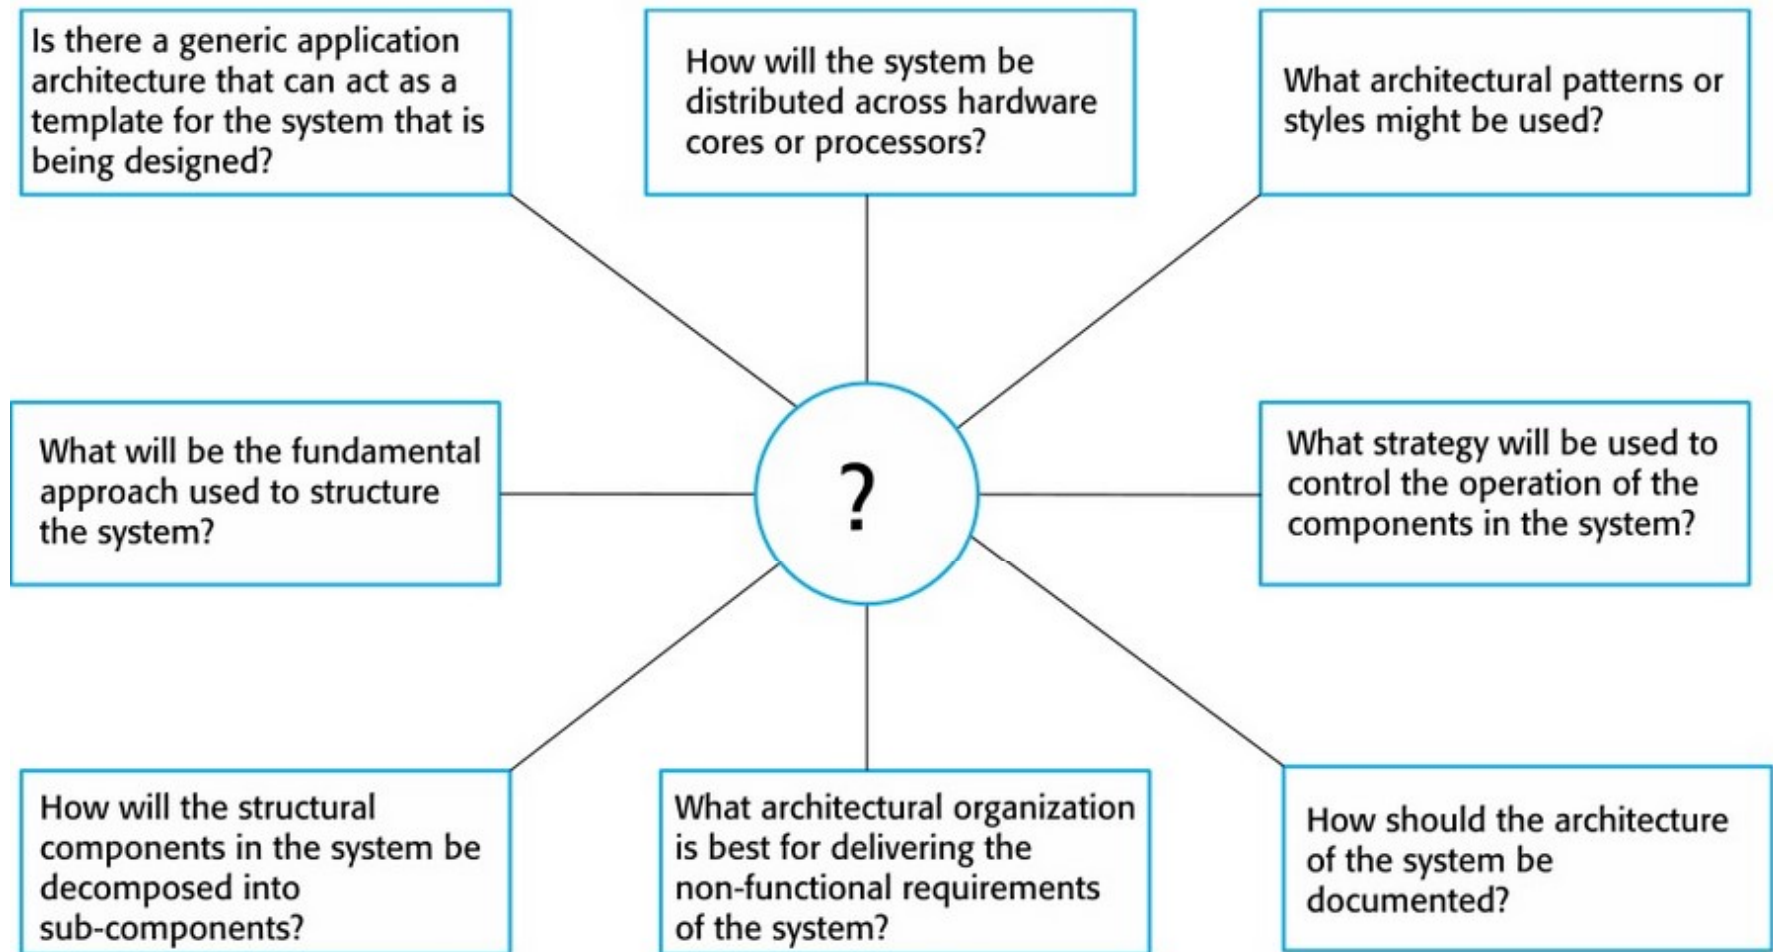 Is there a generic application
architecture that can act as a
template for the system that is
being designed?
How will the system be
distributed across hardware
cores or processors?
What architectural patterns or
styles might be used?
What will be the fundamental
approach used to structure
the system?
?
What strategy will be used to
control the operation of the
components in the system?
How will the structural
components in the system be
decomposed into
sub-components?
What architectural organization
is best for delivering the
non-functional requirements
of the system?
How should the architecture
of the system be
documented?